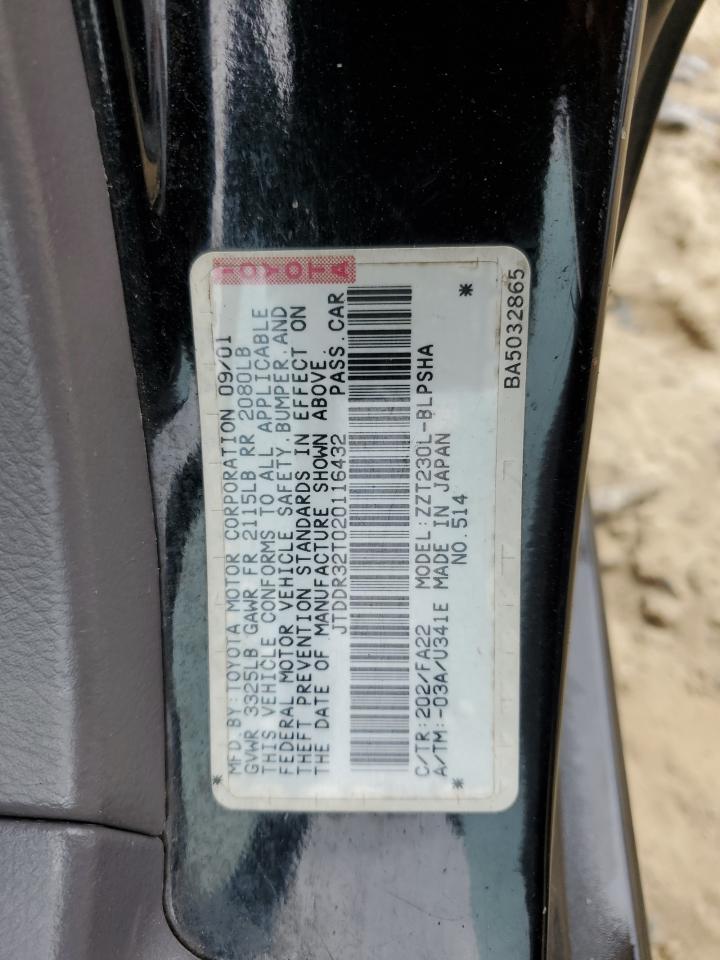 TOYOTA
MFD. BY:TOYOTA MOTOR CORPORATION 09/01
GVWR 3325LB GAWR FR 2115LB RR 2080LB
THIS VEHICLE CONFORMS TO ALL APPLICABLE
FEDERAL MOTOR VEHICLE SAFETY,BUMPER,AND
THEFT PREVENTION STANDARDS IN EFFECT ON
THE DATE OF MANUFACTURE SHOWN ABOVE.
JTDDR32T020116432 PASS.CAR
C/TR:202/FA22 MODEL:ZZT230L-BLPSHA
A/TM:-03A/U341E MADE IN JAPAN
NO.514
BA5032865